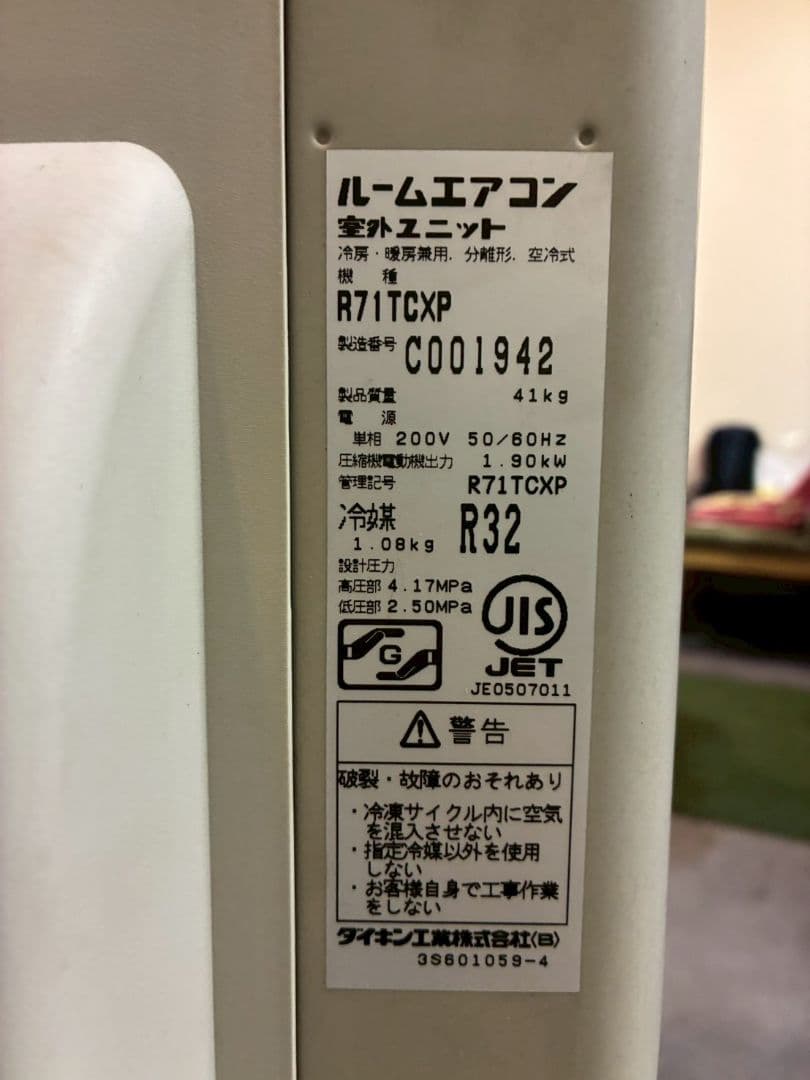 ルームエアコン
室外ユニット
冷房・暖房兼用. 分離形. 空冷式
機 種
R71TCXP
製造番号 C001942
製品質量 41kg
電 源
単相 200V 50/60Hz
圧縮機電動機出力 1.90kW
管理記号 R71TCXP
冷媒 R32
1.08kg
設計圧力
高圧部 4.17MPa
低圧部 2.50MPa
JIS
G
JET
JE0507011
警告
破裂・故障のおそれあり
・冷凍サイクル内に空気
を混入させない
・指定冷媒以外を使用
しない
・お客様自身で工事作業
をしない
ダイキン工業株式会社(B)
3S601059-4